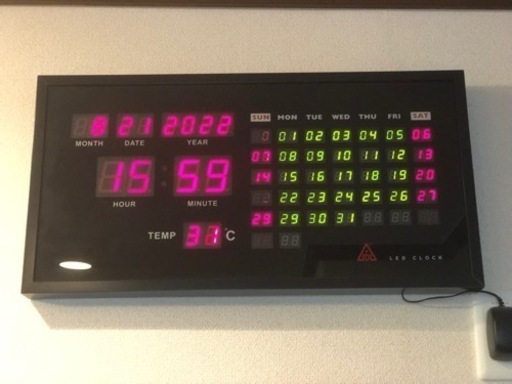 8 21 2022
MONTH DATE YEAR
15:59
HOUR MINUTE
TEMP 31°C
SUN MON TUE WED THU FRI SAT
01 02 03 04 05 06
07 08 09 10 11 12 13
14 15 16 17 18 19 20
22 23 24 25 26 27
28 29 30 31
LED CLOCK